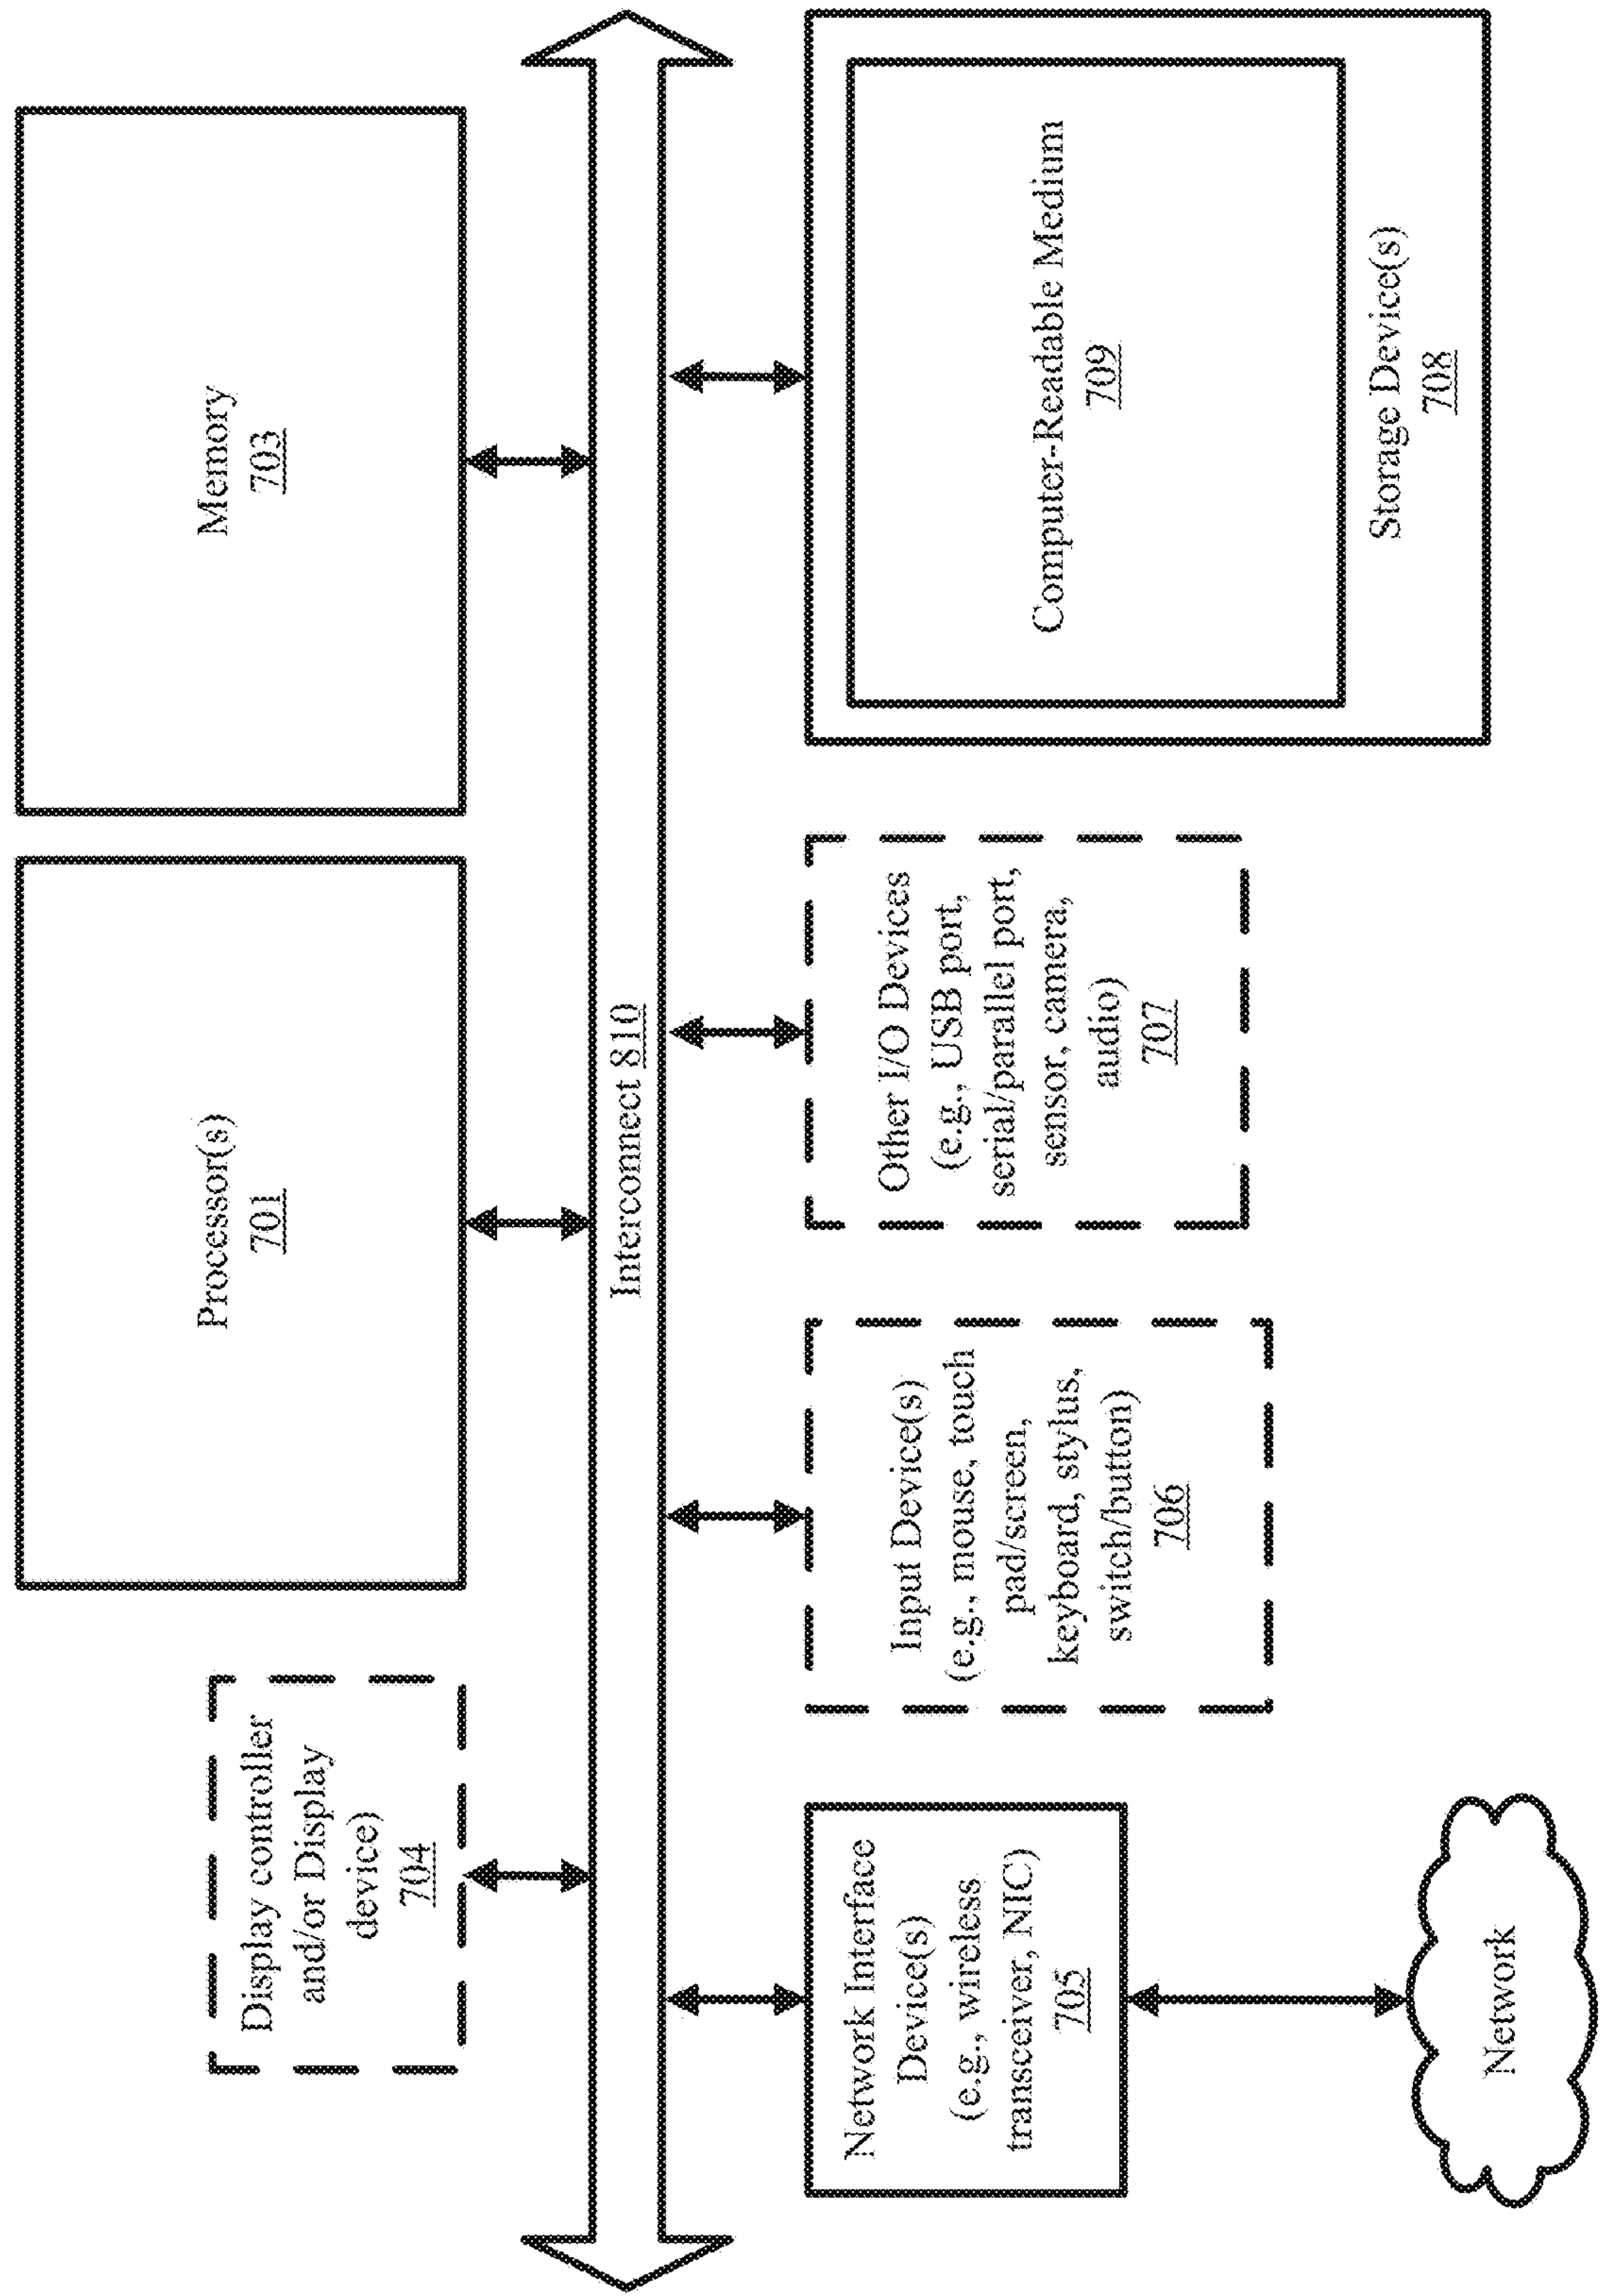 Display controller
and/or Display
device)
704
Processor(s)
701
Memory
703
Interconnect 810
Network Interface
Device(s)
(e.g., wireless
transceiver, NIC)
705
Input Device(s)
(e.g., mouse, touch
pad/screen,
keyboard, stylus,
switch/button)
706
Other I/O Devices
(e.g., USB port,
serial/parallel port,
sensor, camera,
audio)
707
Computer-Readable Medium
709
Storage Device(s)
708
Network